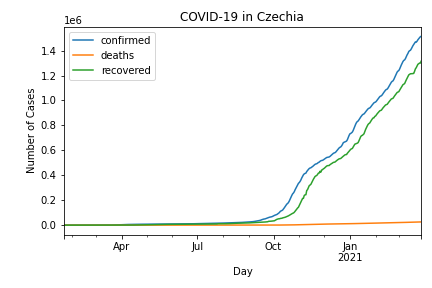 COVID-19 in Czechia
1e6
confirmed
deaths
recovered
1.4
1.2
1.0
0.8
0.6
0.4
0.2
0.0
Number of Cases
Apr
Jul
Oct
Jan
2021
Day